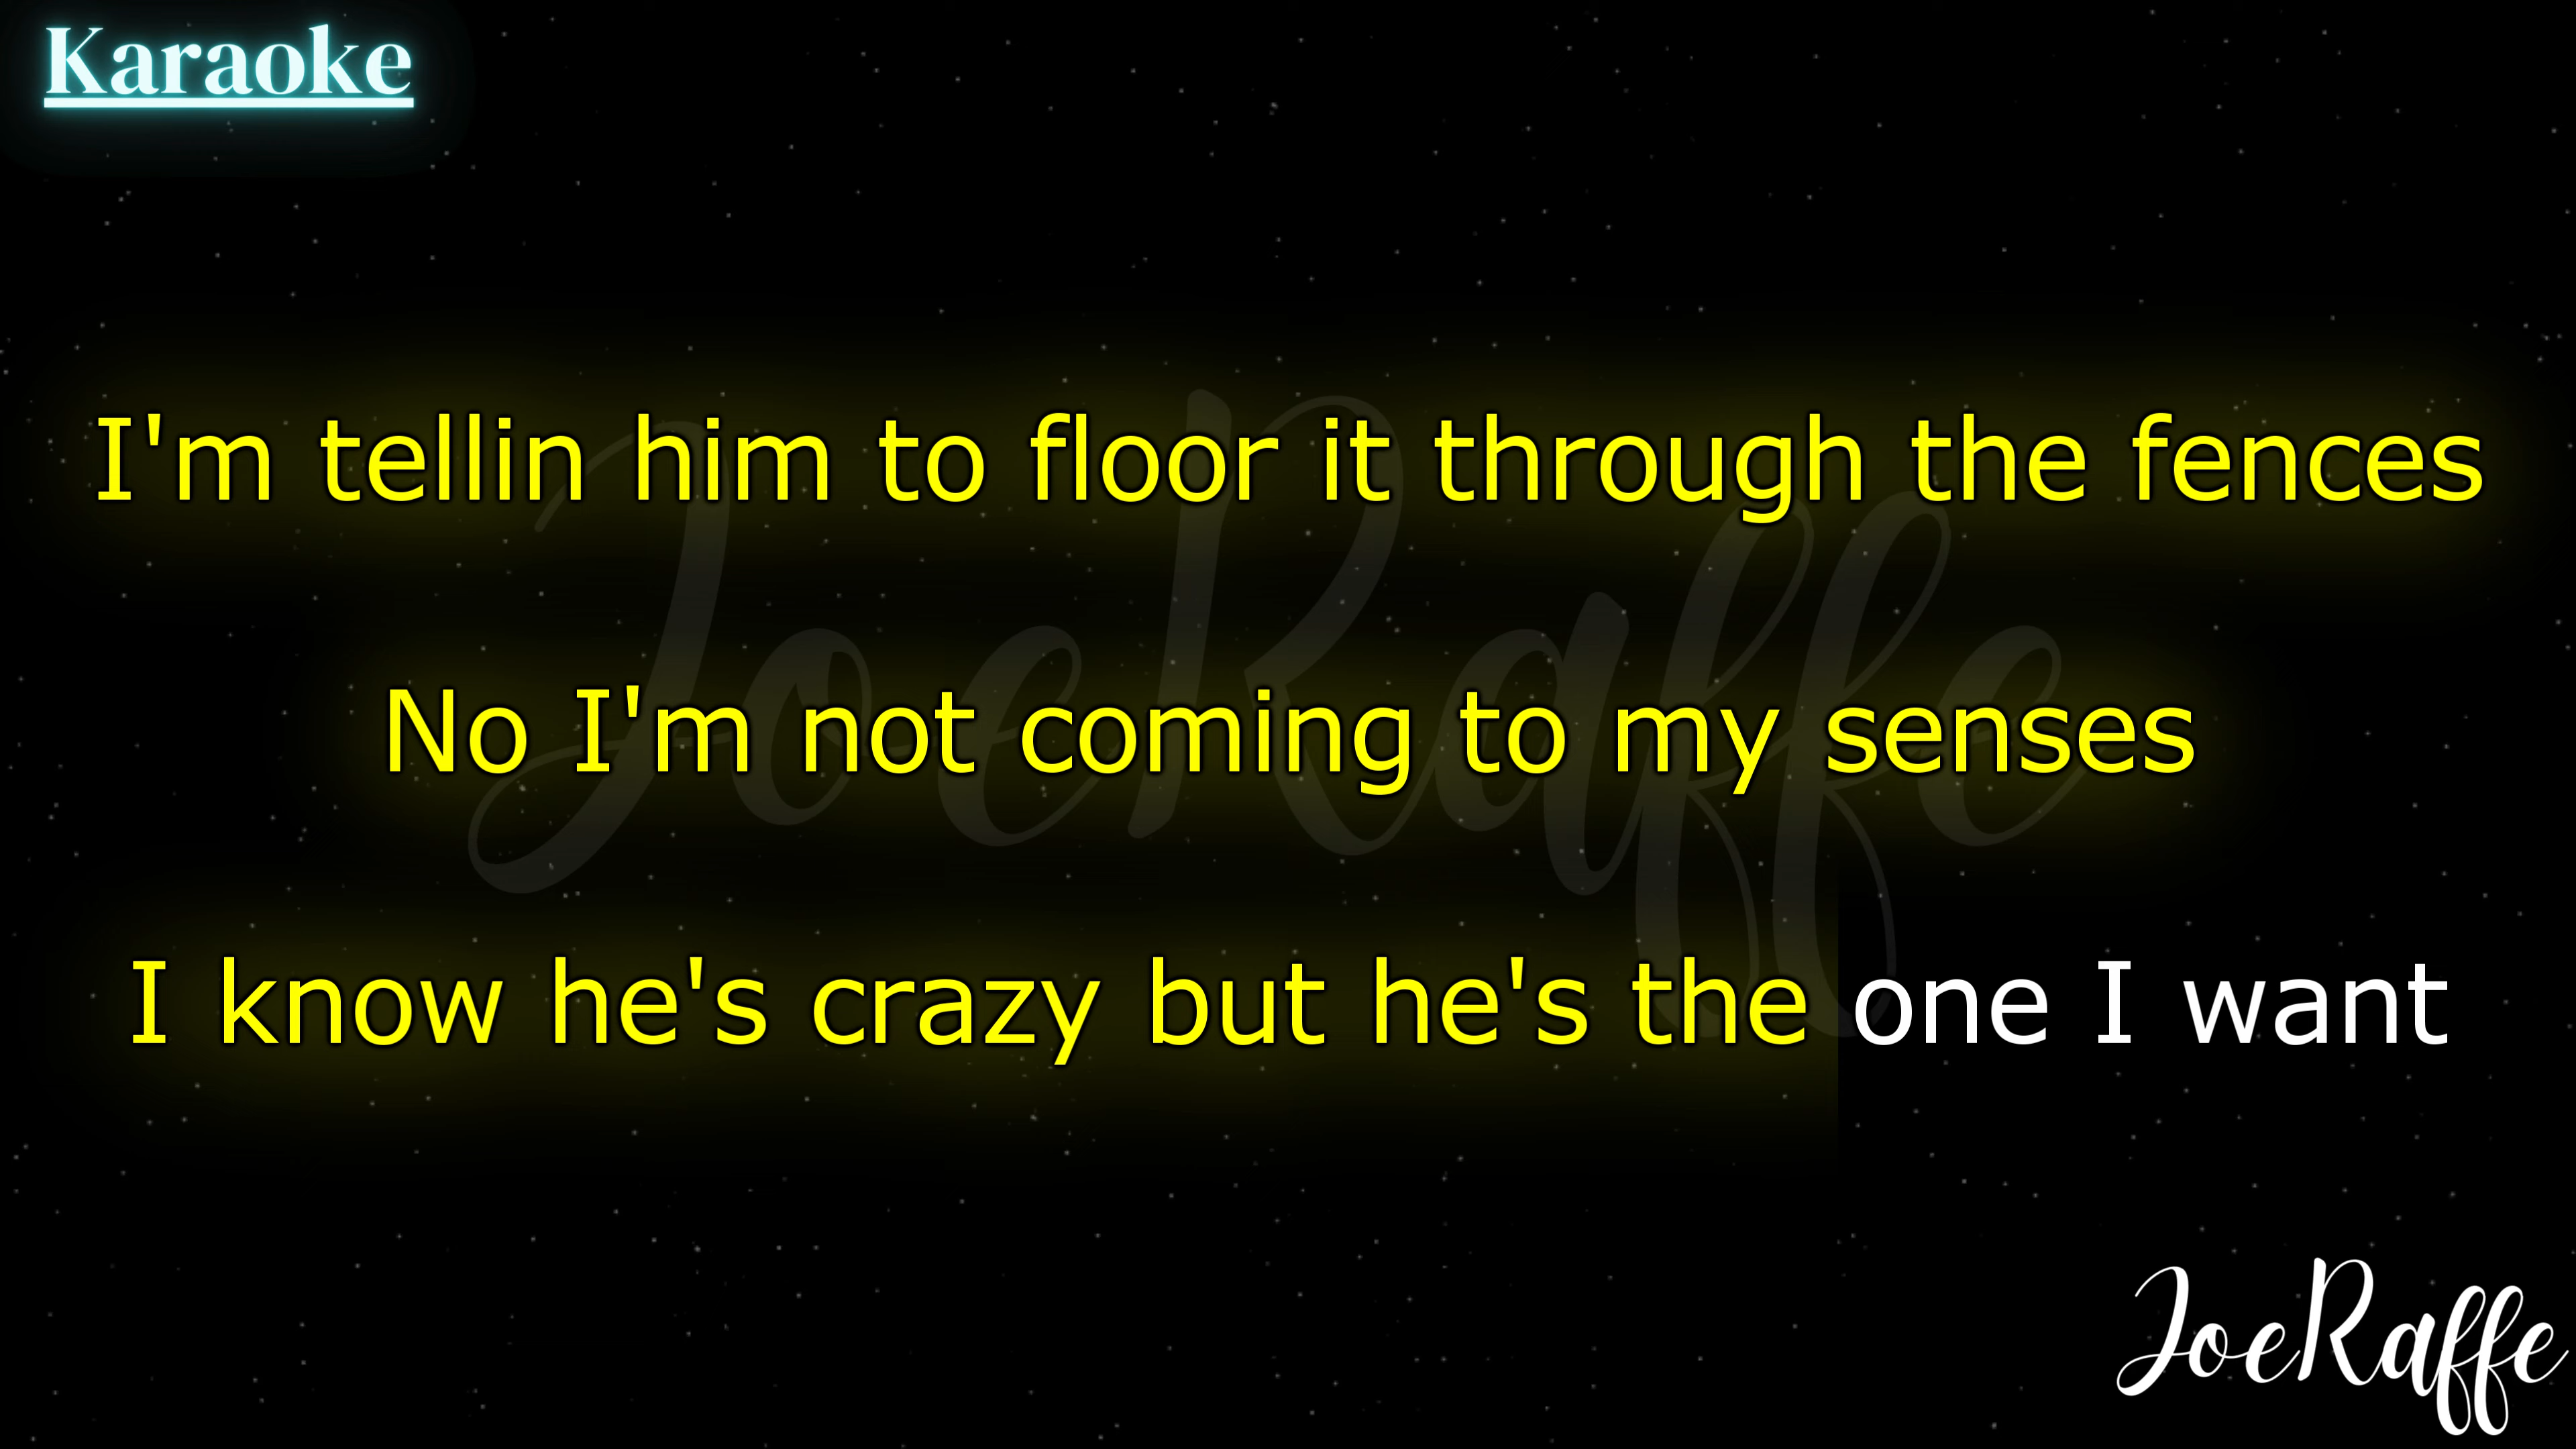 Karaoke
I'm tellin him to floor it through the fences
No I'm not coming to my senses
I know he's crazy but he's the one I want
JoeRaffe
JoeRaffe